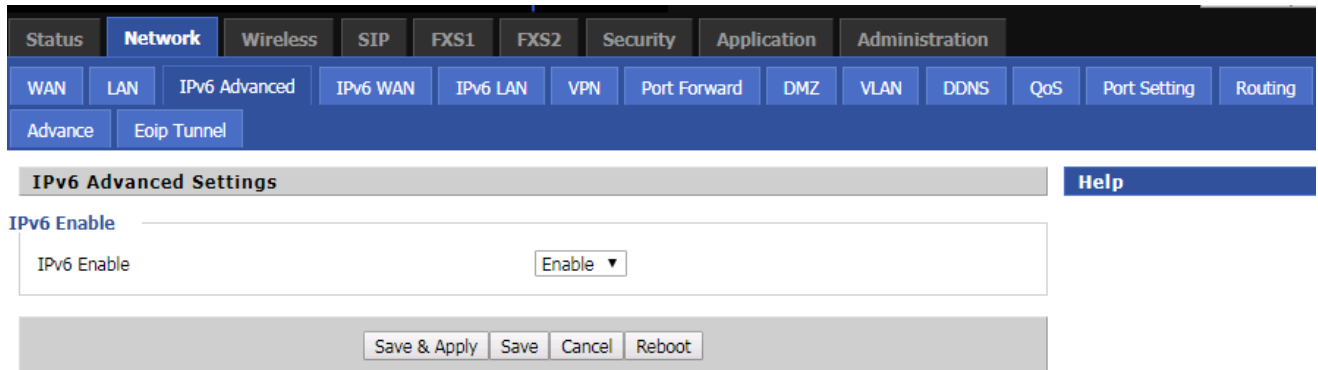 Status Network Wireless SIP FXS1 FXS2 Security Application Administration
WAN LAN IPv6 Advanced IPv6 WAN IPv6 LAN VPN Port Forward DMZ VLAN DDNS QoS Port Setting Routing
Advance Eoip Tunnel
IPv6 Advanced Settings Help
IPv6 Enable
IPv6 Enable Enable
Save & Apply Save Cancel Reboot